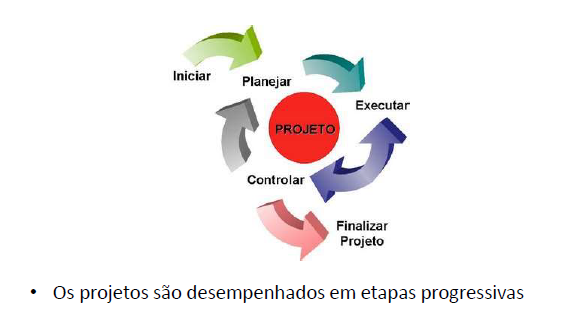 Iniciar
Planejar
Executar
PROJETO
Controlar
Finalizar
Projeto
• Os projetos são desempenhados em etapas progressivas